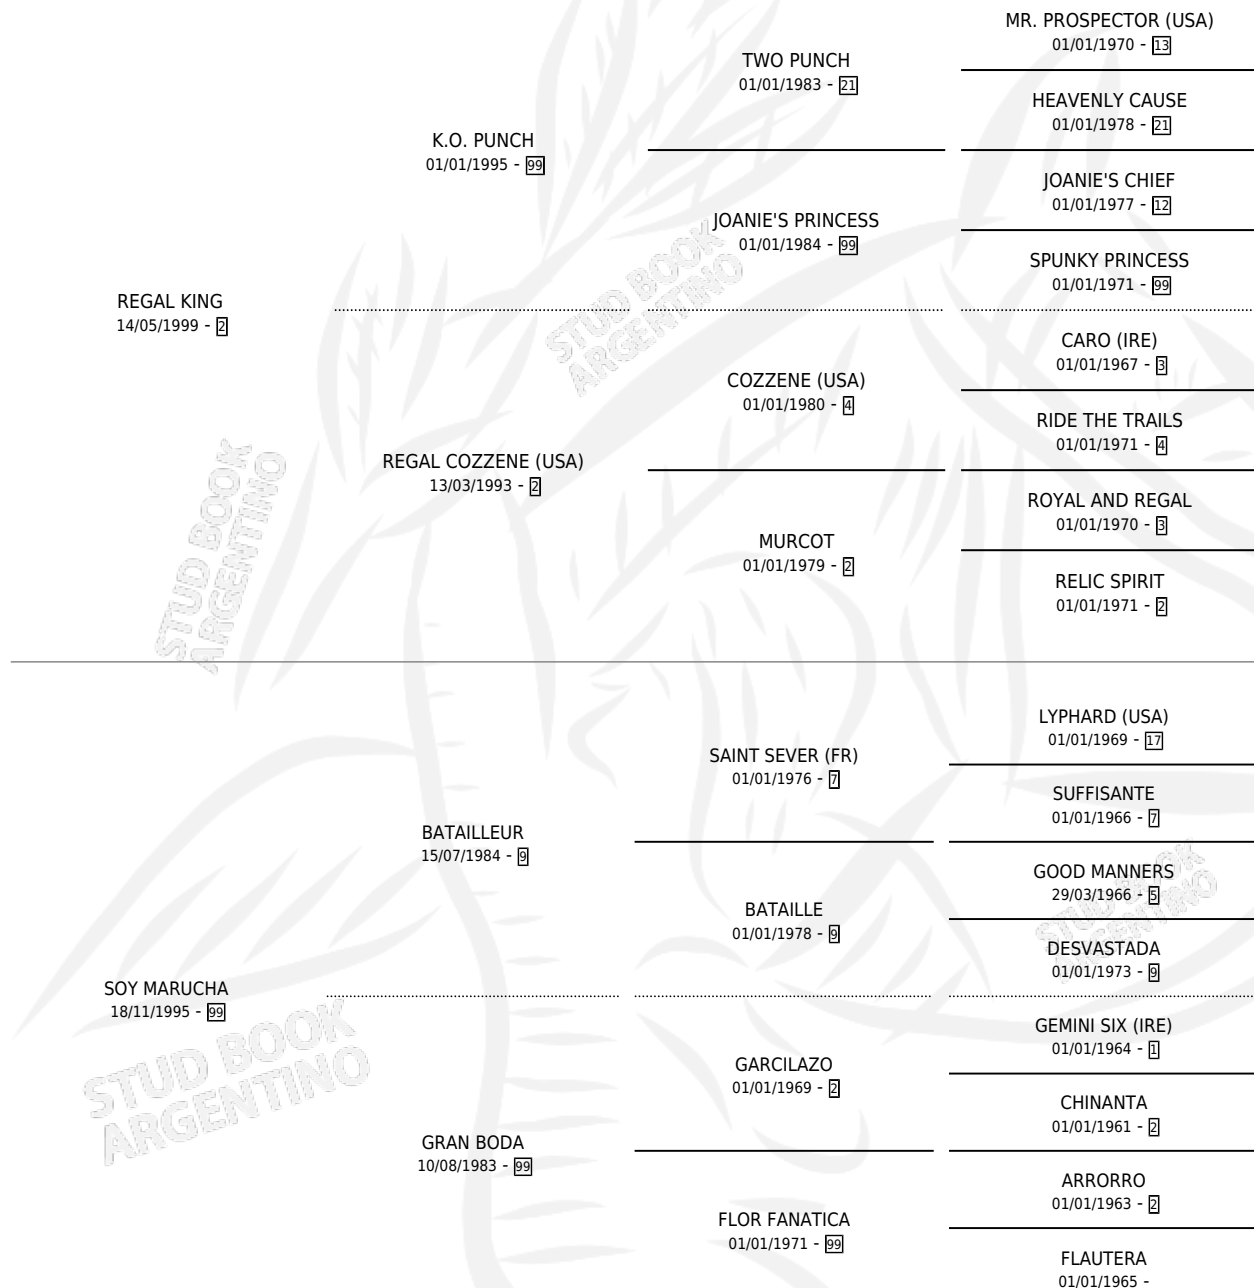 MR. PROSPECTOR (USA)
01/01/1970 - 13
TWO PUNCH
01/01/1983 - 21
HEAVENLY CAUSE
01/01/1978 - 21
K.O. PUNCH
01/01/1995 - 99
JOANIE'S CHIEF
01/01/1977 - 12
JOANIE'S PRINCESS
01/01/1984 - 99
SPUNKY PRINCESS
01/01/1971 - 99
REGAL KING
14/05/1999 - 2
CARO (IRE)
01/01/1967 - 3
COZZENE (USA)
01/01/1980 - 4
RIDE THE TRAILS
01/01/1971 - 4
REGAL COZZENE (USA)
13/03/1993 - 2
ROYAL AND REGAL
01/01/1970 - 3
MURCOT
01/01/1979 - 2
RELIC SPIRIT
01/01/1971 - 2
STUD BOOK
ARGENTINO
STUD BOOK
ARGENTINO
LYPHARD (USA)
01/01/1969 - 17
SAINT SEVER (FR)
01/01/1976 - 7
SUFFISANTE
01/01/1966 - 7
BATAILLEUR
15/07/1984 - 9
GOOD MANNERS
29/03/1966 - 5
BATAILLE
01/01/1978 - 9
DESVASTADA
01/01/1973 - 9
SOY MARUCHA
18/11/1995 - 99
GEMINI SIX (IRE)
01/01/1964 - 1
GARCILAZO
01/01/1969 - 2
CHINANTA
01/01/1961 - 2
GRAN BODA
10/08/1983 - 99
ARRORRO
01/01/1963 - 2
FLOR FANATICA
01/01/1971 - 99
FLAUTERA
01/01/1965 -
STUD BOOK
ARGENTINO
STUD BOOK
ARGENTINO